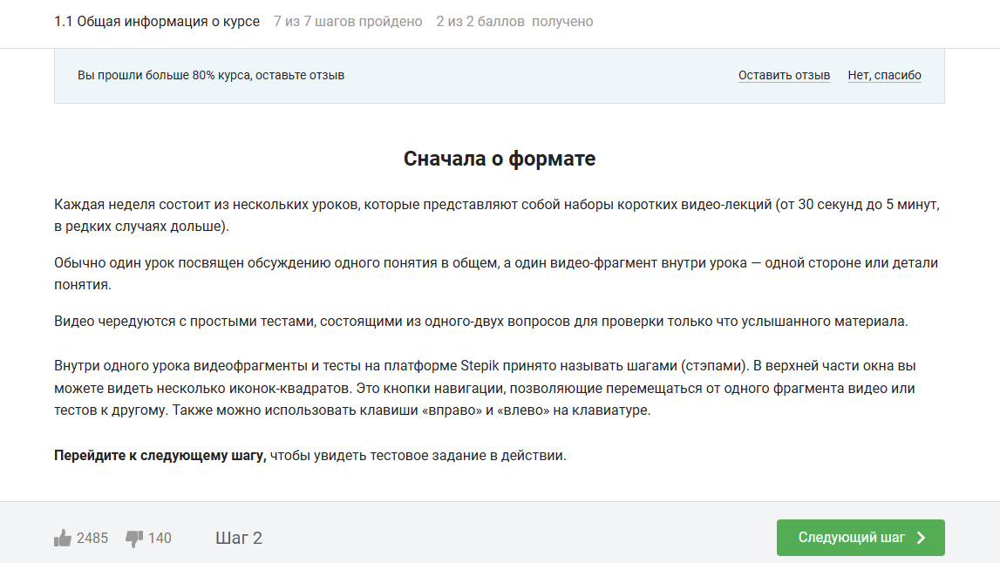 1.1 Общая информация о курсе 7 из 7 шагов пройдено 2 из 2 баллов получено
Вы прошли больше 80% курса, оставьте отзыв Оставить отзыв Нет, спасибо
Сначала о формате
Каждая неделя состоит из нескольких уроков, которые представляют собой наборы коротких видео-лекций (от 30 секунд до 5 минут,
в редких случаях дольше).
Обычно один урок посвящен обсуждению одного понятия в общем, а один видео-фрагмент внутри урока — одной стороне или детали
понятия.
Видео чередуются с простыми тестами, состоящими из одного-двух вопросов для проверки только что услышанного материала.
Внутри одного урока видеофрагменты и тесты на платформе Stepik принято называть шагами (стэпами). В верхней части окна вы
можете видеть несколько иконок-квадратов. Это кнопки навигации, позволяющие перемещаться от одного фрагмента видео или
тестов к другому. Также можно использовать клавиши «вправо» и «влево» на клавиатуре.
Перейдите к следующему шагу, чтобы увидеть тестовое задание в действии.
2485 140 Шаг 2 Следующий шаг